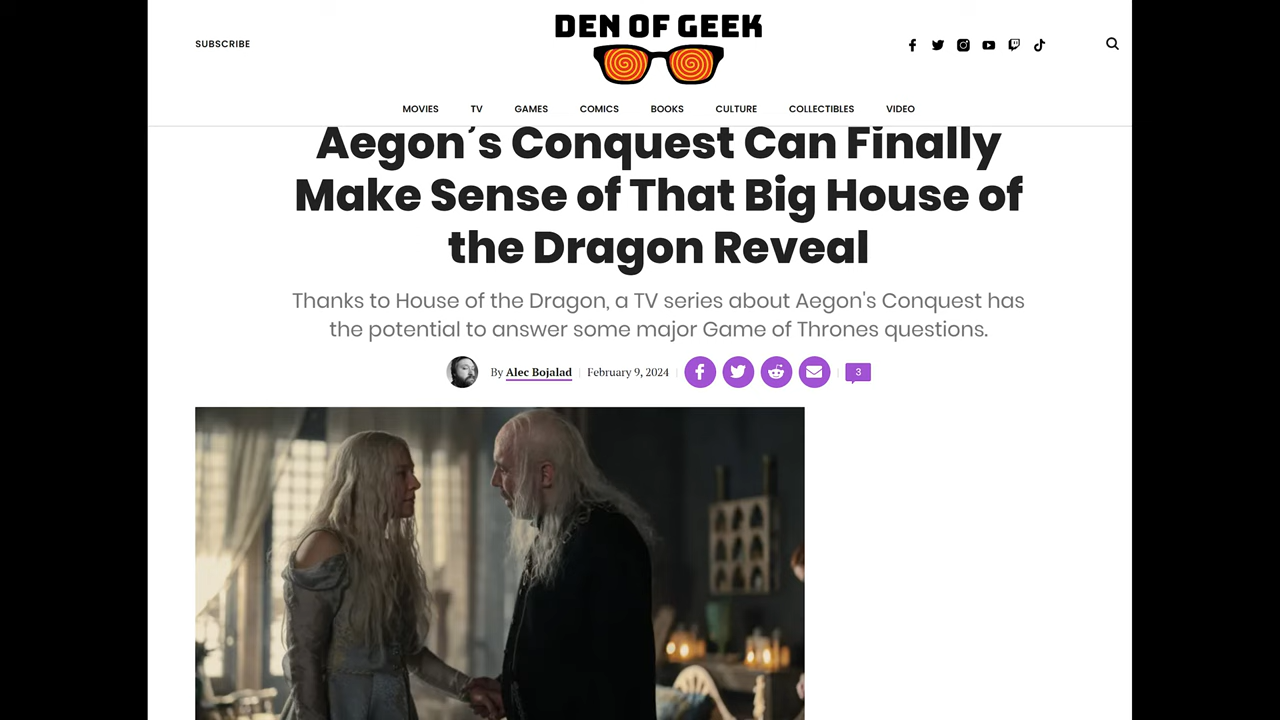 DEN OF GEEK
SUBSCRIBE
MOVIES TV GAMES COMICS BOOKS CULTURE COLLECTIBLES VIDEO
Aegon's Conquest Can Finally
Make Sense of That Big House of
the Dragon Reveal
Thanks to House of the Dragon, a TV series about Aegon's Conquest has
the potential to answer some major Game of Thrones questions.
By Alec Bojalad February 9, 2024 3